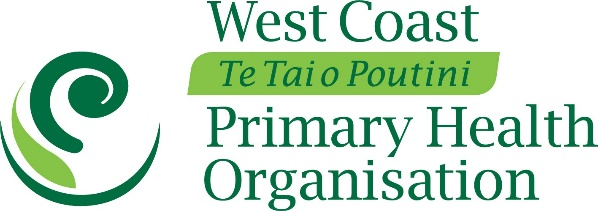 West Coast
Te Tai o Poutini
Primary Health
Organisation